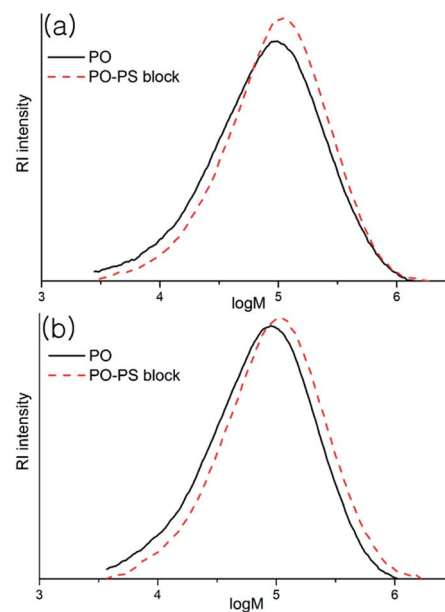 (a)
PO
PO-PS block
RI intensity
3 4 5 6
logM
(b)
PO
PO-PS block
RI intensity
3 4 5 6
logM